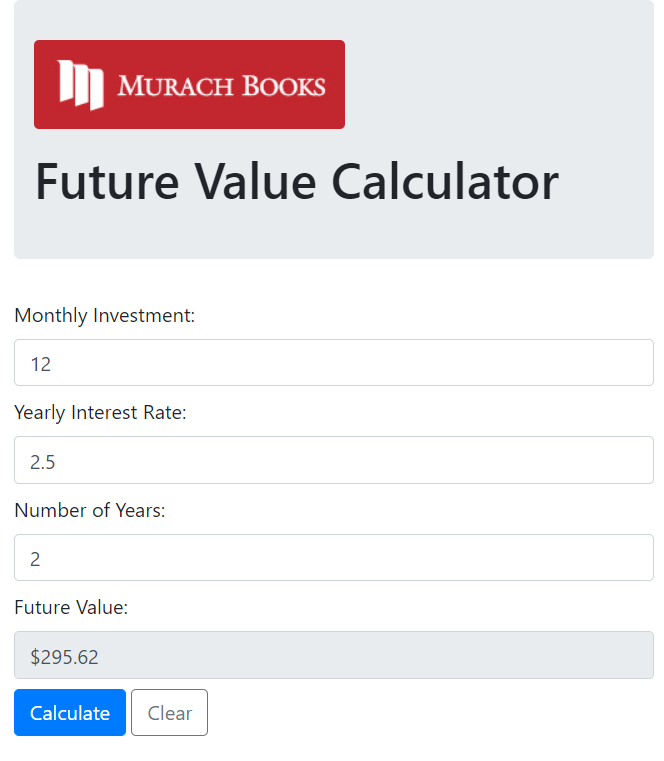 MURACH BOOKS
Future Value Calculator
Monthly Investment:
12
Yearly Interest Rate:
2.5
Number of Years:
2
Future Value:
$295.62
Calculate Clear